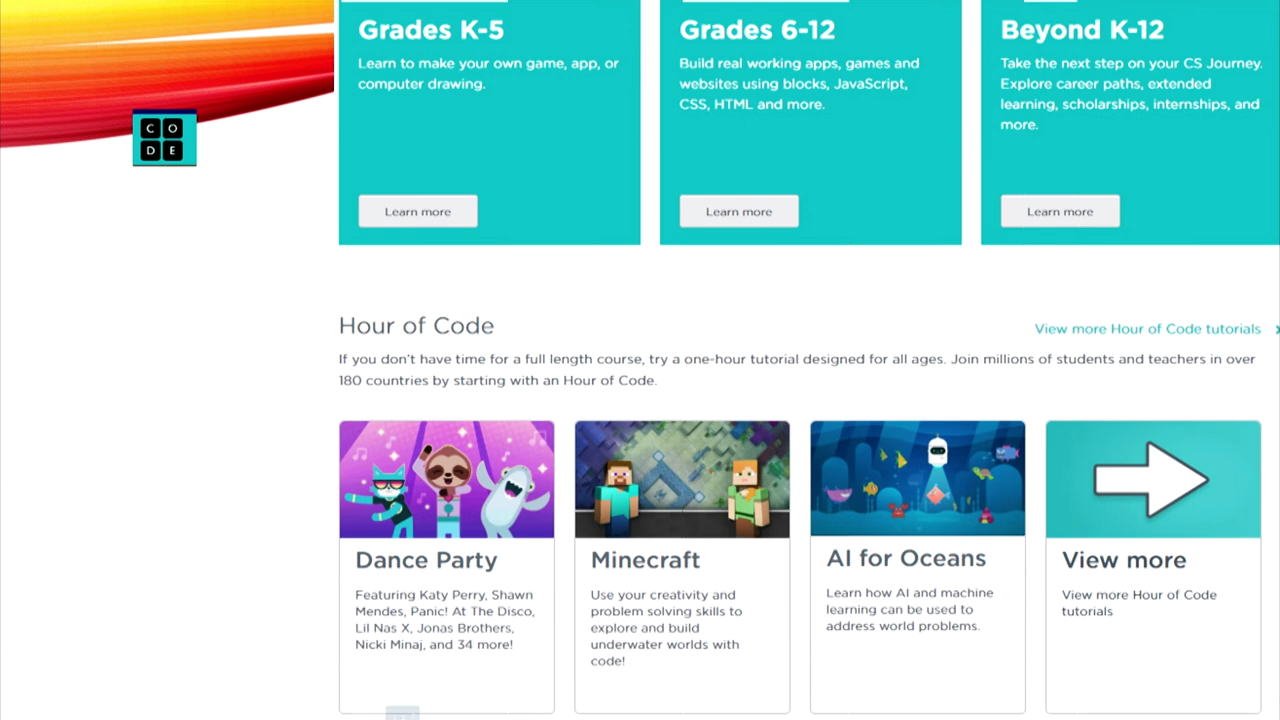 C O
D E
Grades K-5
Learn to make your own game, app, or
computer drawing.
Learn more
Grades 6-12
Build real working apps, games and
websites using blocks, JavaScript,
CSS, HTML and more.
Learn more
Beyond K-12
Take the next step on your CS Journey.
Explore career paths, extended
learning, scholarships, internships, and
more.
Learn more
Hour of Code
View more Hour of Code tutorials
If you don't have time for a full length course, try a one-hour tutorial designed for all ages. Join millions of students and teachers in over
180 countries by starting with an Hour of Code.
Dance Party
Featuring Katy Perry, Shawn
Mendes, Panic! At The Disco,
Lil Nas X, Jonas Brothers,
Nicki Minaj, and 34 more!
Minecraft
Use your creativity and
problem solving skills to
explore and build
underwater worlds with
code!
AI for Oceans
Learn how AI and machine
learning can be used to
address world problems.
View more
View more Hour of Code
tutorials